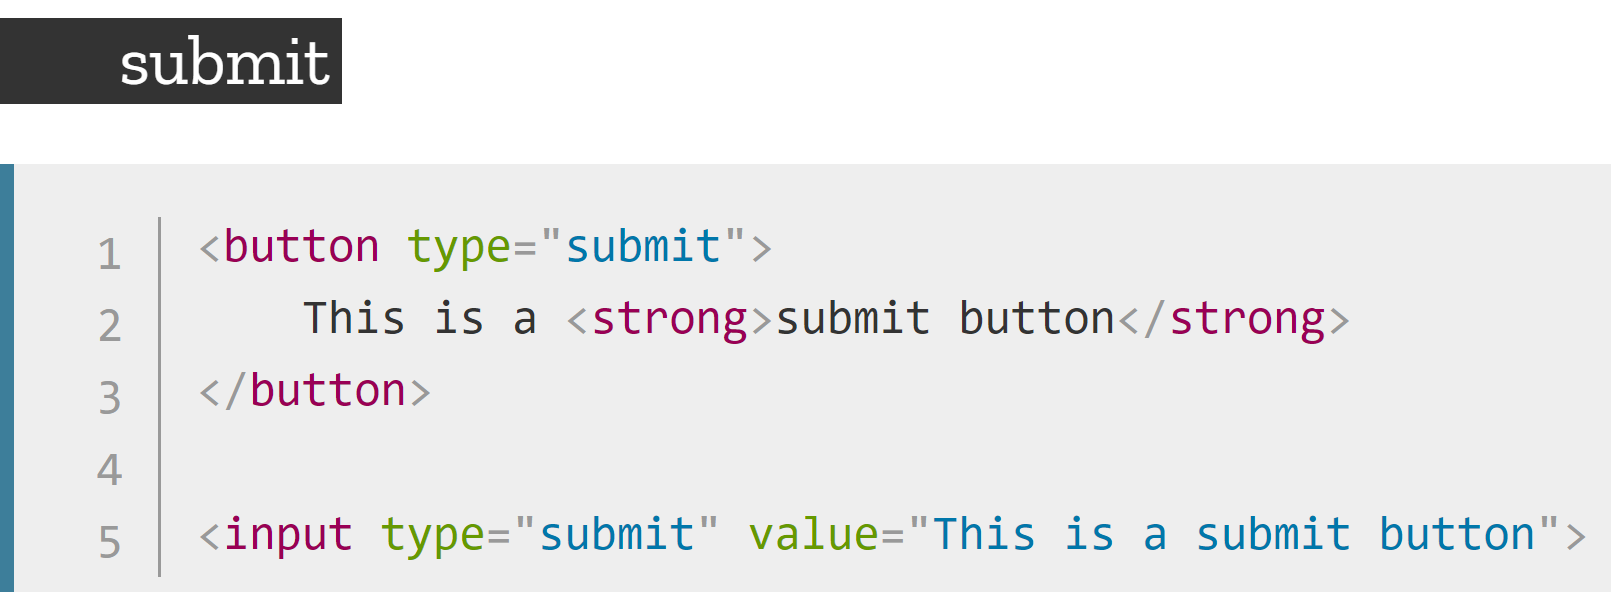 submit
1 <button type="submit">
2     This is a <strong>submit button</strong>
3 </button>
4
5 <input type="submit" value="This is a submit button">